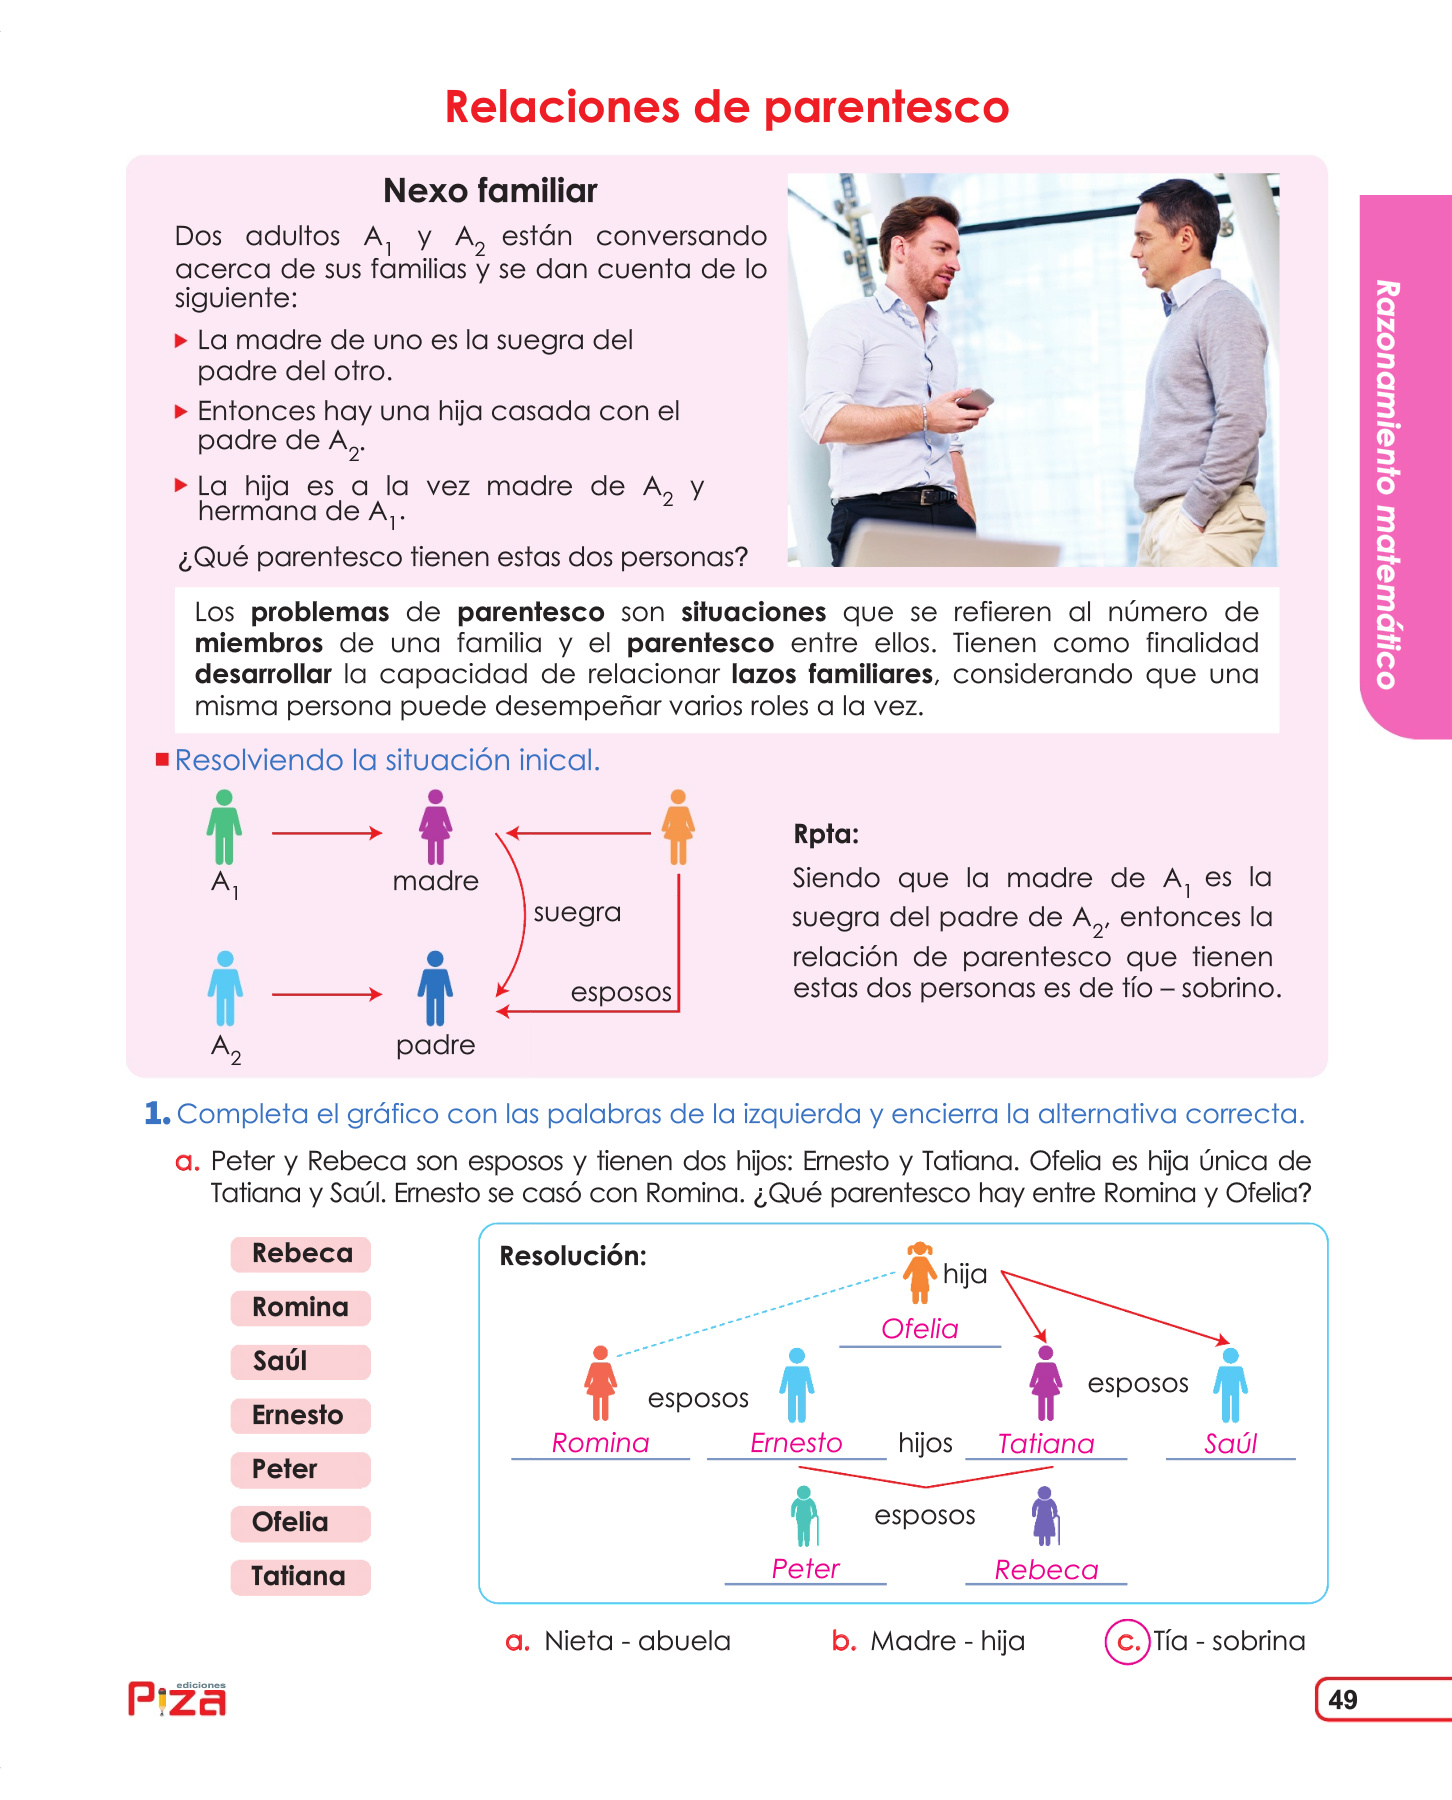 Relaciones de parentesco
Nexo familiar
Dos adultos A1 y A2 están conversando
acerca de sus familias y se dan cuenta de lo
siguiente:
La madre de uno es la suegra del
padre del otro.
Entonces hay una hija casada con el
padre de A2.
La hija es a la vez madre de A2 y
hermana de A1.
¿Qué parentesco tienen estas dos personas?
Razonamiento matemático
Los problemas de parentesco son situaciones que se refieren al número de
miembros de una familia y el parentesco entre ellos. Tienen como finalidad
desarrollar la capacidad de relacionar lazos familiares, considerando que una
misma persona puede desempeñar varios roles a la vez.
Resolviendo la situación inical.
A1
madre
suegra
esposos
A2
padre
Rpta:
Siendo que la madre de A1 es la
suegra del padre de A2, entonces la
relación de parentesco que tienen
estas dos personas es de tío – sobrino.
1. Completa el gráfico con las palabras de la izquierda y encierra la alternativa correcta.
a. Peter y Rebeca son esposos y tienen dos hijos: Ernesto y Tatiana. Ofelia es hija única de
Tatiana y Saúl. Ernesto se casó con Romina. ¿Qué parentesco hay entre Romina y Ofelia?
Rebeca
Romina
Saúl
Ernesto
Peter
Ofelia
Tatiana
Resolución:
hija
Ofelia
esposos
esposos
Romina
Ernesto
hijos
Tatiana
Saúl
esposos
Peter
Rebeca
a. Nieta - abuela
b. Madre - hija
c. Tía - sobrina
ediciones
Piza
49